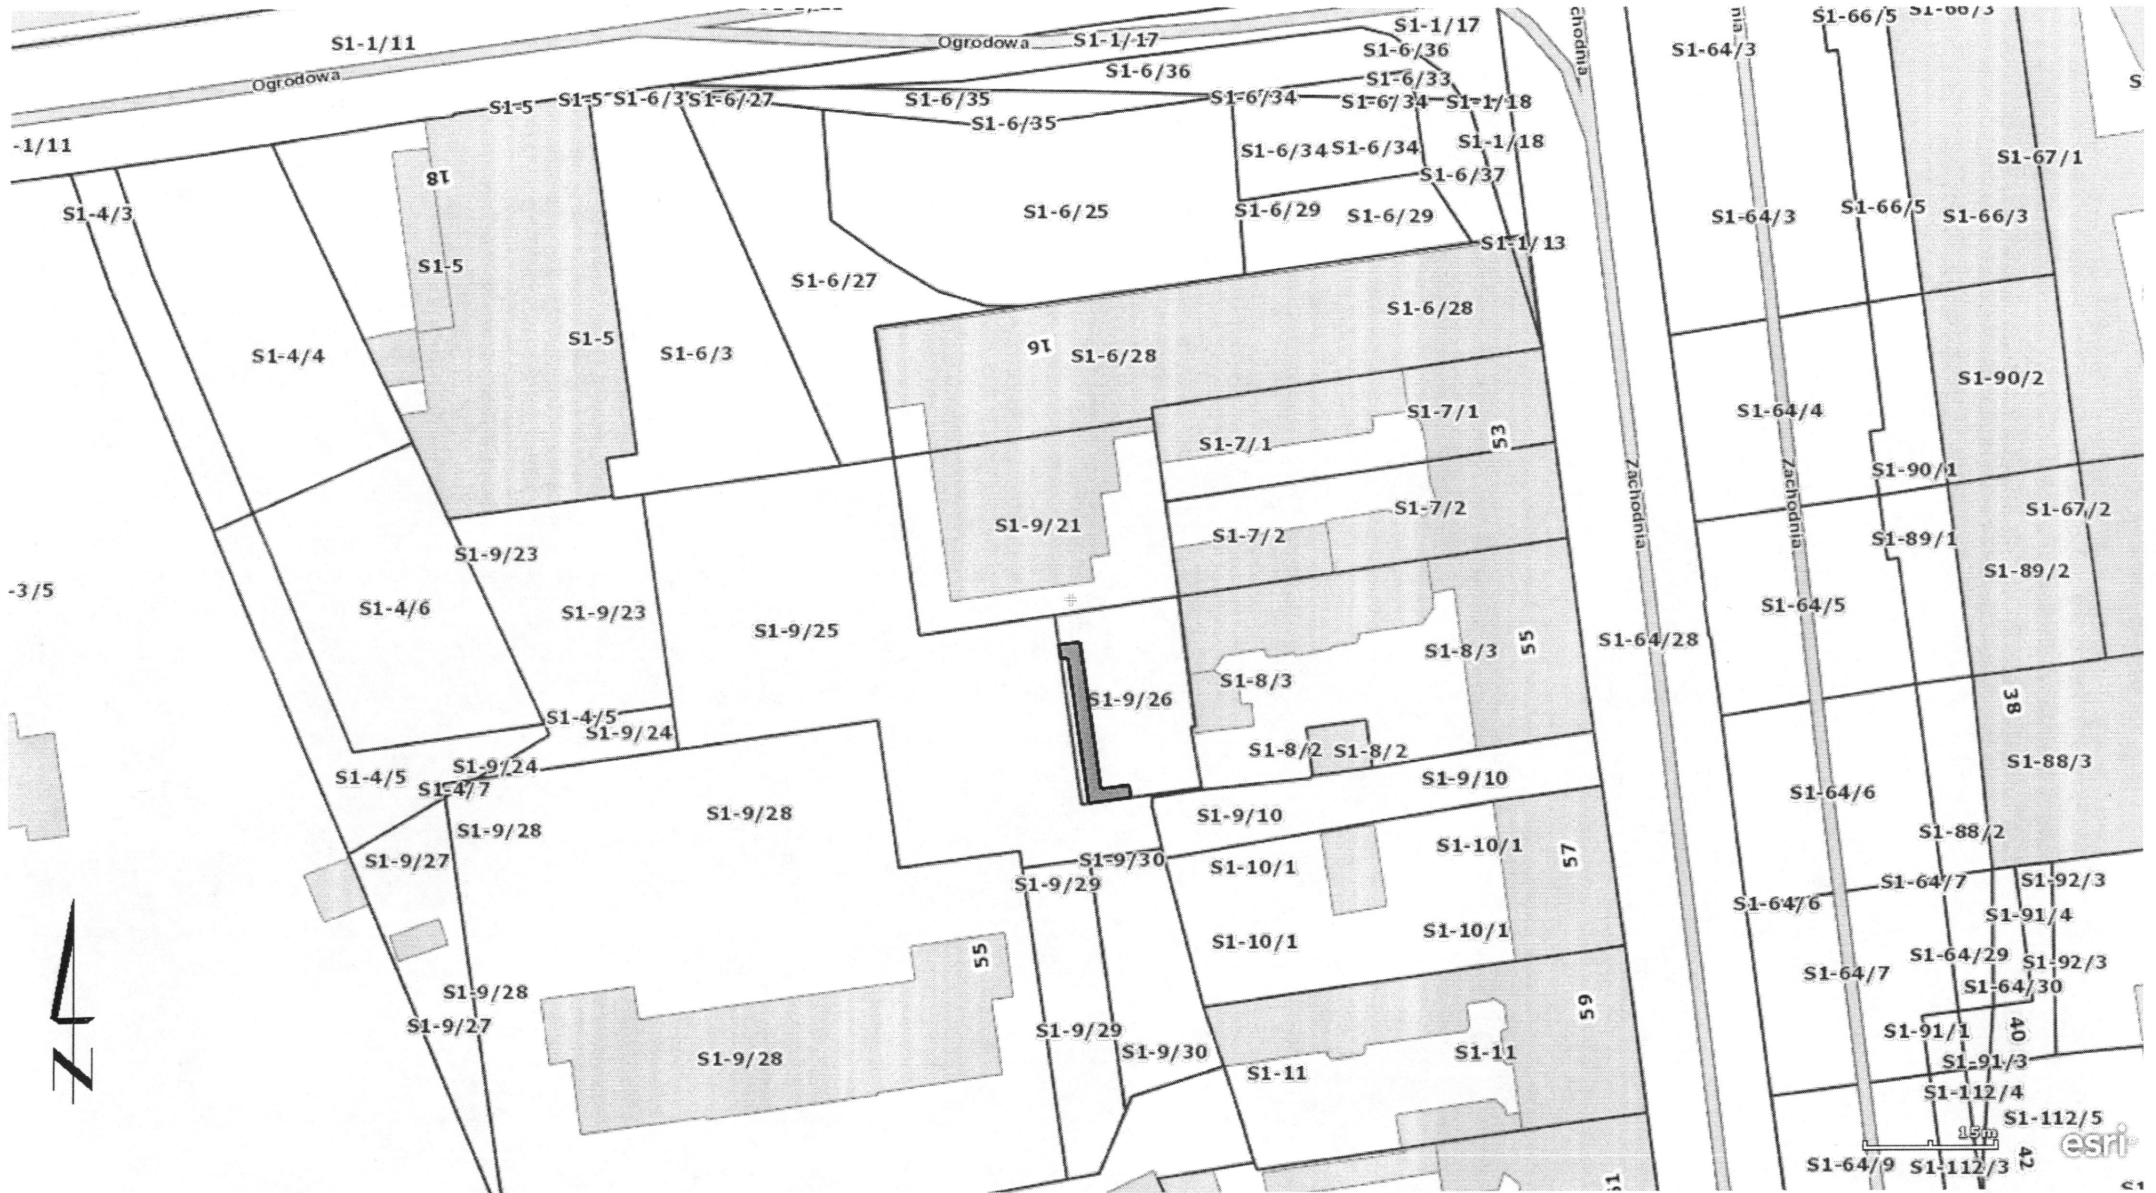 S1-1/11
Ogrodowa
Ogrodowa
S1-1/17
S1-1/17
S1-6/36
S1-6/36
S1-6/33
S1-5
S1-5
S1-6/3
S1-6/27
S1-6/35
S1-6/35
S1-6/34
S1-6/34
S1-1/18
S1-1/18
S1-6/34
S1-6/34
S1-6/37
-1/11
S1-4/3
18
S1-6/25
S1-6/29
S1-6/29
S1-1/13
S1-5
S1-6/27
S1-6/28
S1-5
S1-6/3
S1-4/4
16
S1-6/28
S1-7/1
S1-7/1
53
S1-7/2
S1-7/2
S1-9/21
S1-9/23
S1-9/23
S1-4/6
S1-9/25
-3/5
S1-8/3
S1-8/3
55
S1-9/26
S1-4/5
S1-9/24
S1-9/24
S1-4/5
S1-4/7
S1-8/2
S1-8/2
S1-9/10
S1-9/10
S1-9/28
S1-9/28
S1-9/27
S1-9/30
S1-9/29
S1-10/1
S1-10/1
57
S1-10/1
S1-10/1
55
S1-9/28
S1-9/27
S1-9/28
S1-9/29
S1-9/30
59
S1-11
S1-11
chodnia
Zachodnia
Zachodnia
nia
S1-66/5
S1-66/3
S1-64/3
S1-67/1
S1-64/3
S1-66/5
S1-66/3
S1-90/2
S1-64/4
S1-90/1
S1-67/2
S1-89/1
S1-89/2
S1-64/5
S1-64/28
38
S1-88/3
S1-64/6
S1-88/2
S1-64/7
S1-92/3
S1-64/6
S1-91/4
S1-64/29
S1-92/3
S1-64/7
S1-64/30
S1-91/1
40
S1-91/3
S1-112/4
S1-112/5
15m
esri
S1-64/9
S1-112/3
42
N